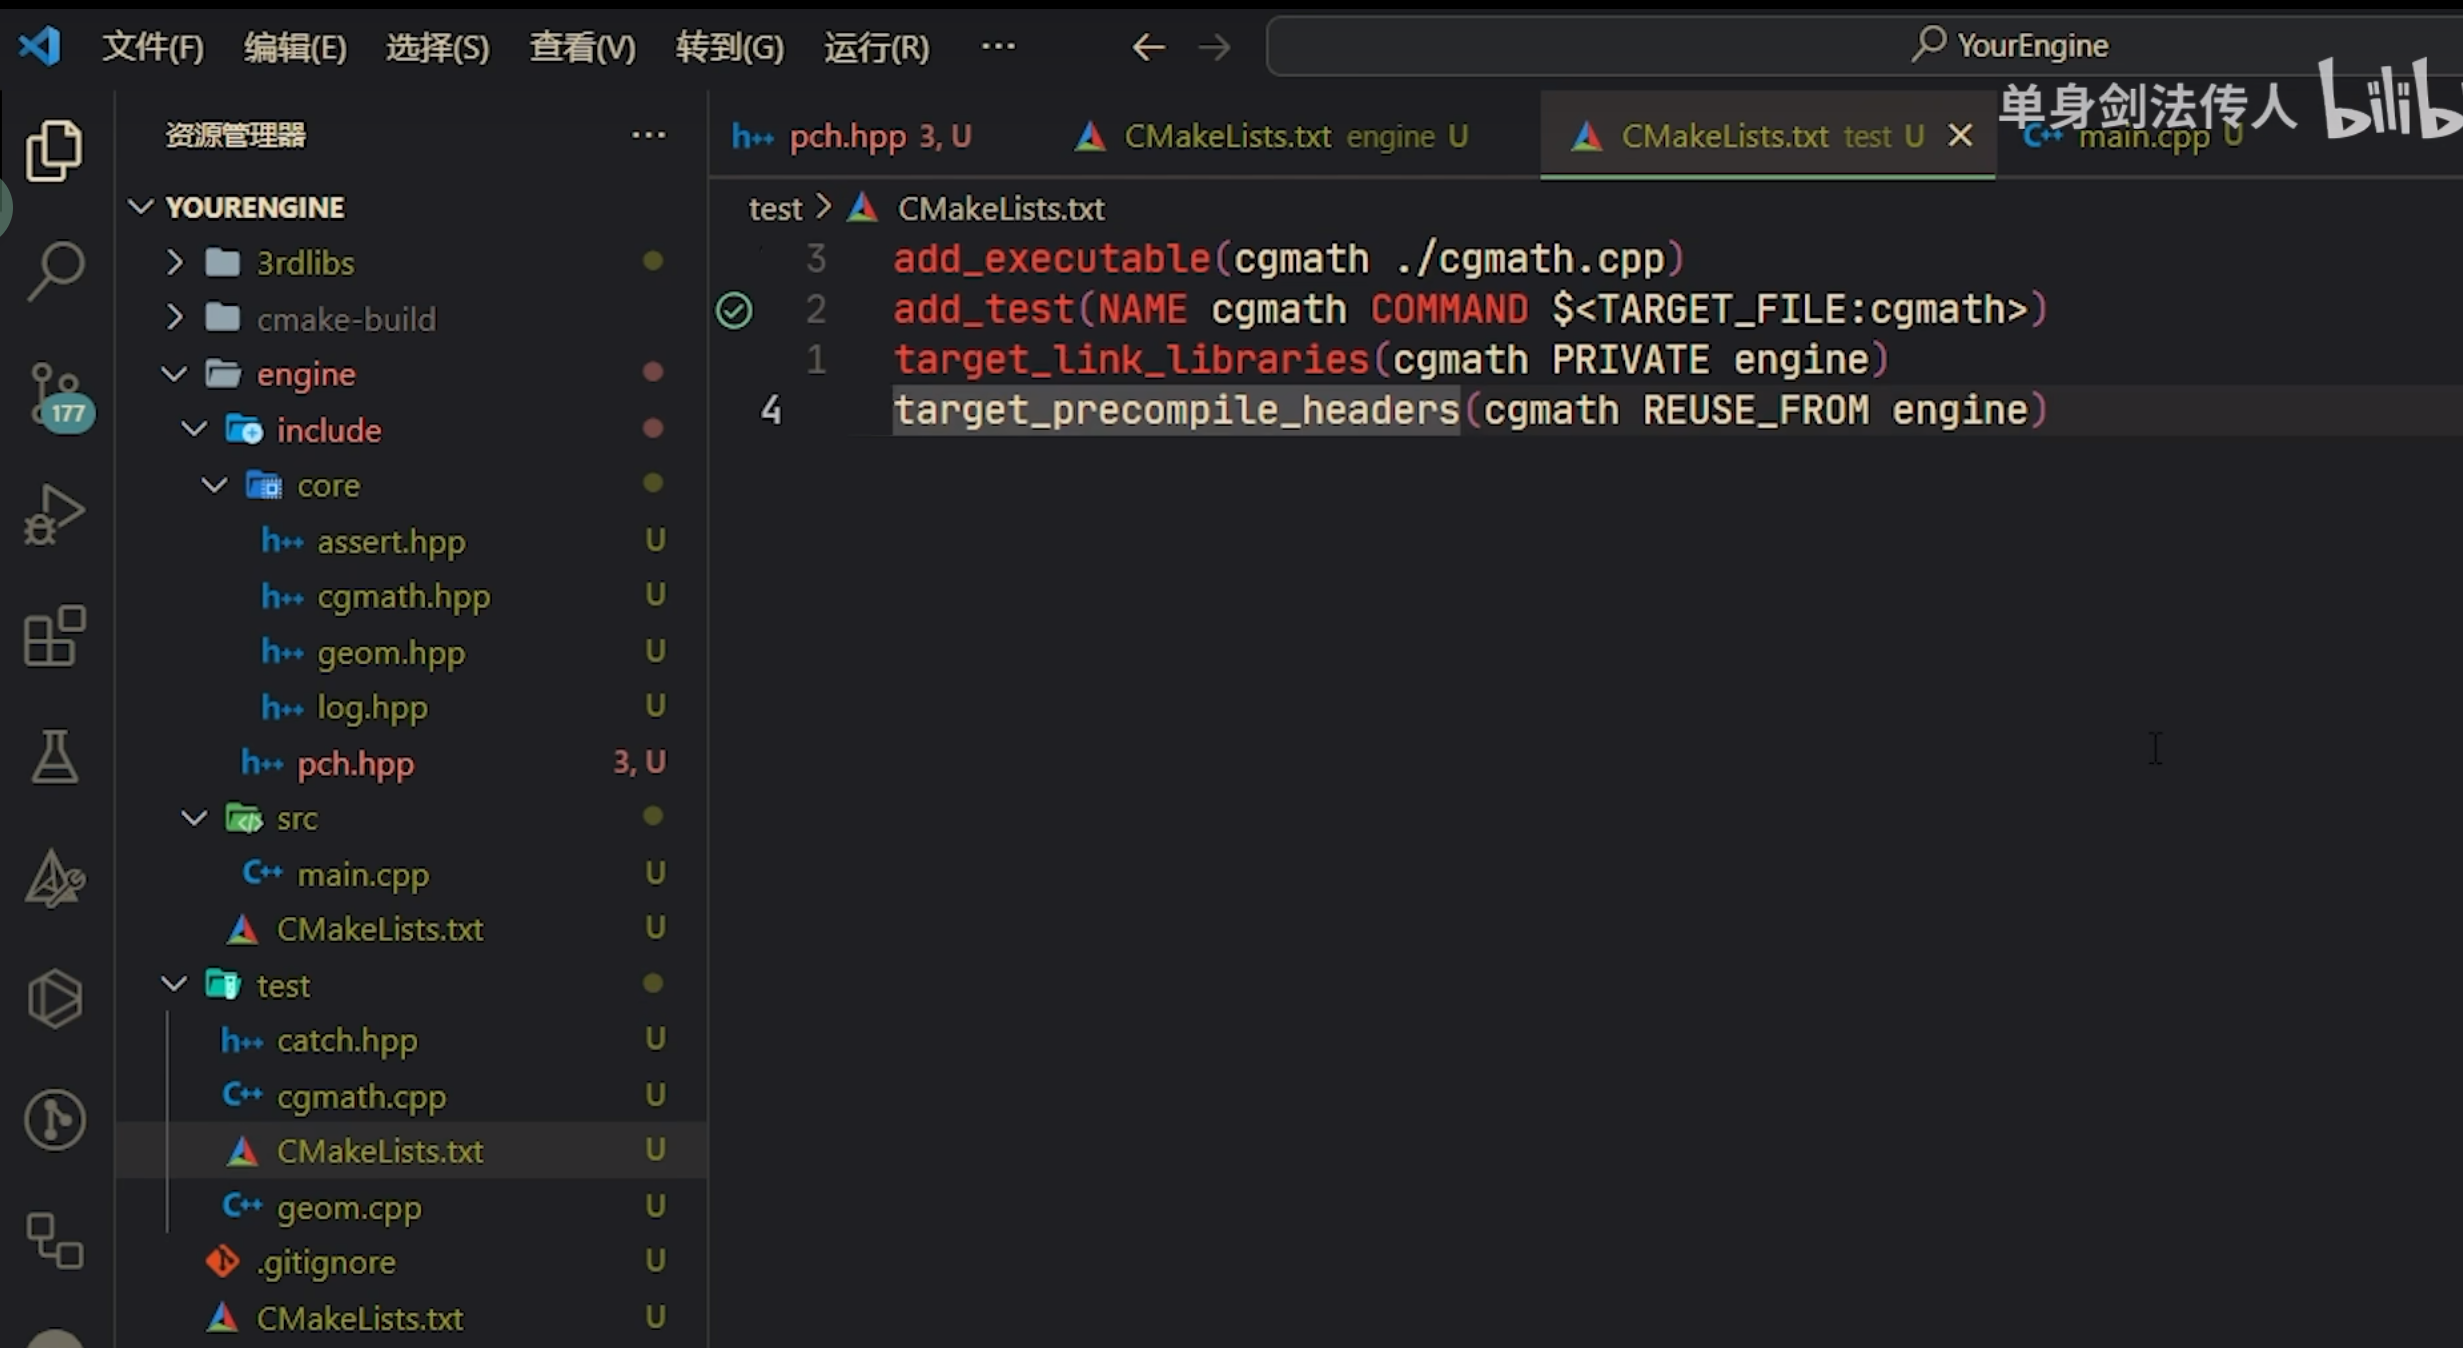 文件(F) 编辑(E) 选择(S) 查看(V) 转到(G) 运行(R) ··· YourEngine
单身剑法传人
资源管理器 ···
pch.hpp 3, U CMakeLists.txt engine U CMakeLists.txt test U main.cpp U
test > CMakeLists.txt
3 add_executable(cgmath ./cgmath.cpp)
2 add_test(NAME cgmath COMMAND $<TARGET_FILE:cgmath>)
1 target_link_libraries(cgmath PRIVATE engine)
4 target_precompile_headers(cgmath REUSE_FROM engine)
YOURENGINE
3rdlibs
cmake-build
engine
include
core
h++ assert.hpp U
h++ cgmath.hpp U
h++ geom.hpp U
h++ log.hpp U
h++ pch.hpp 3, U
src
C++ main.cpp U
CMakeLists.txt U
test
h++ catch.hpp U
C++ cgmath.cpp U
CMakeLists.txt U
C++ geom.cpp U
.gitignore U
CMakeLists.txt U
177